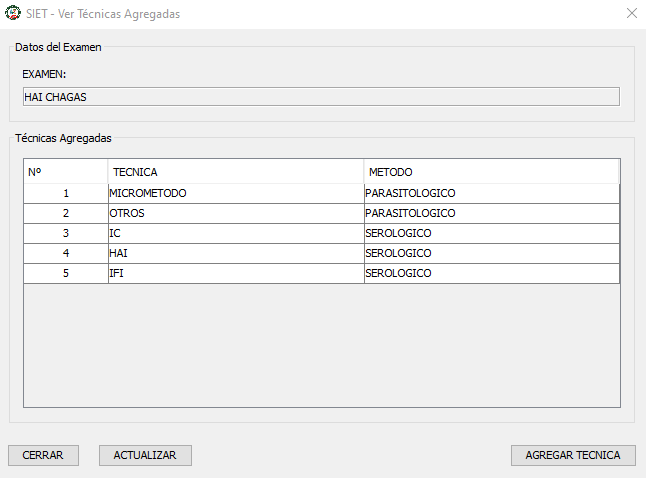 SIET - Ver Técnicas Agregadas
Datos del Examen
EXAMEN:
HAI CHAGAS
Técnicas Agregadas
Nº TECNICA METODO
1 MICROMETODO PARASITOLOGICO
2 OTROS PARASITOLOGICO
3 IC SEROLOGICO
4 HAI SEROLOGICO
5 IFI SEROLOGICO
CERRAR ACTUALIZAR AGREGAR TECNICA